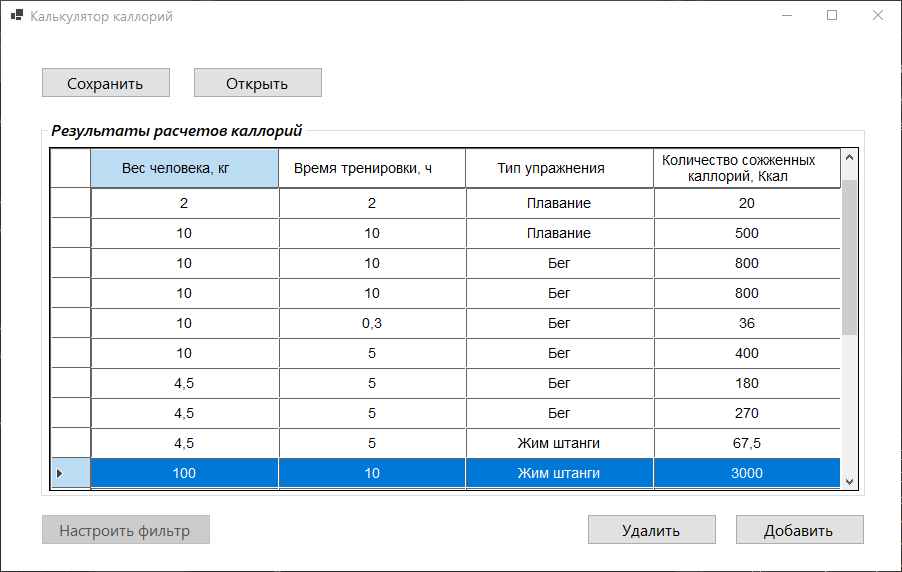 Калькулятор каллорий
Сохранить Открыть
Результаты расчетов каллорий
Вес человека, кг Время тренировки, ч Тип упражнения Количество сожженных каллорий, Ккал
2 2 Плавание 20
10 10 Плавание 500
10 10 Бег 800
10 10 Бег 800
10 0,3 Бег 36
10 5 Бег 400
4,5 5 Бег 180
4,5 5 Бег 270
4,5 5 Жим штанги 67,5
100 10 Жим штанги 3000
Настроить фильтр Удалить Добавить